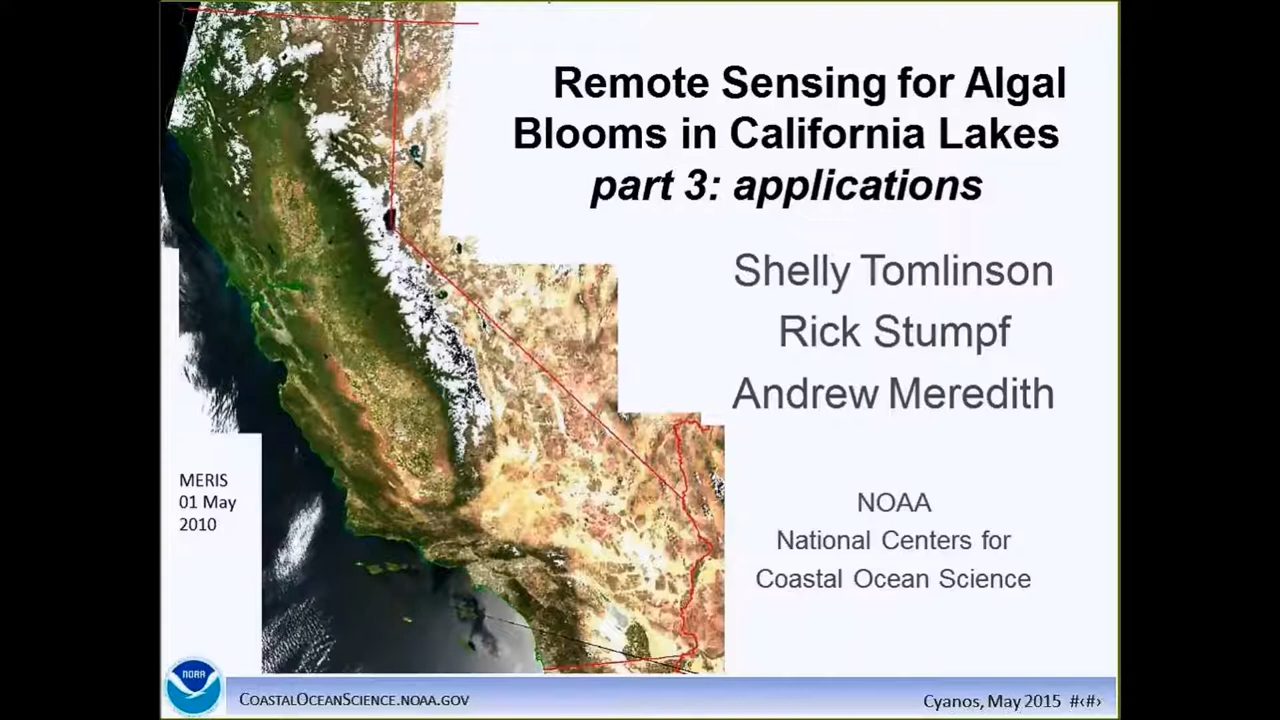 Remote Sensing for Algal
Blooms in California Lakes
part 3: applications
Shelly Tomlinson
Rick Stumpf
Andrew Meredith
MERIS
01 May
2010
NOAA
National Centers for
Coastal Ocean Science
NOAA
COASTALOCEANSCIENCE.NOAA.GOV
Cyanos, May 2015 #‹#›